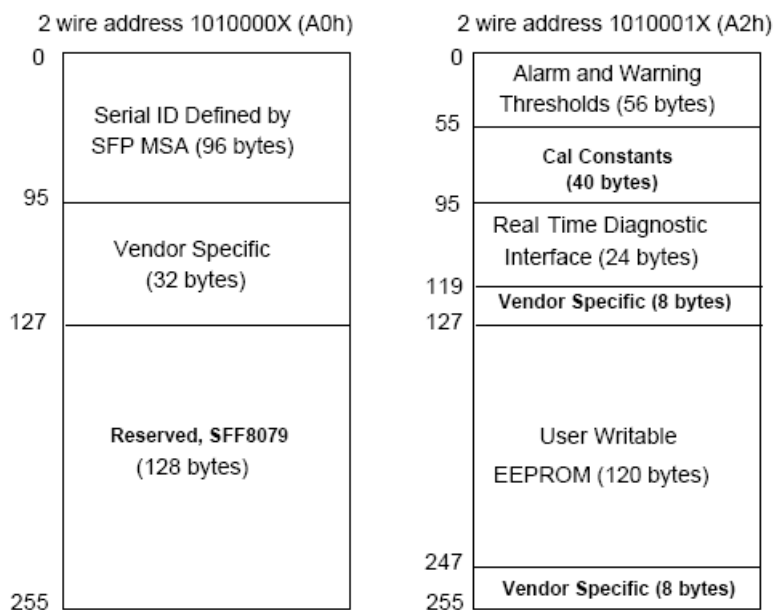 2 wire address 1010000X (A0h)
0
Serial ID Defined by
SFP MSA (96 bytes)
95
Vendor Specific
(32 bytes)
127
Reserved, SFF8079
(128 bytes)
255
2 wire address 1010001X (A2h)
0
Alarm and Warning
Thresholds (56 bytes)
55
Cal Constants
(40 bytes)
95
Real Time Diagnostic
Interface (24 bytes)
119
Vendor Specific (8 bytes)
127
User Writable
EEPROM (120 bytes)
247
Vendor Specific (8 bytes)
255